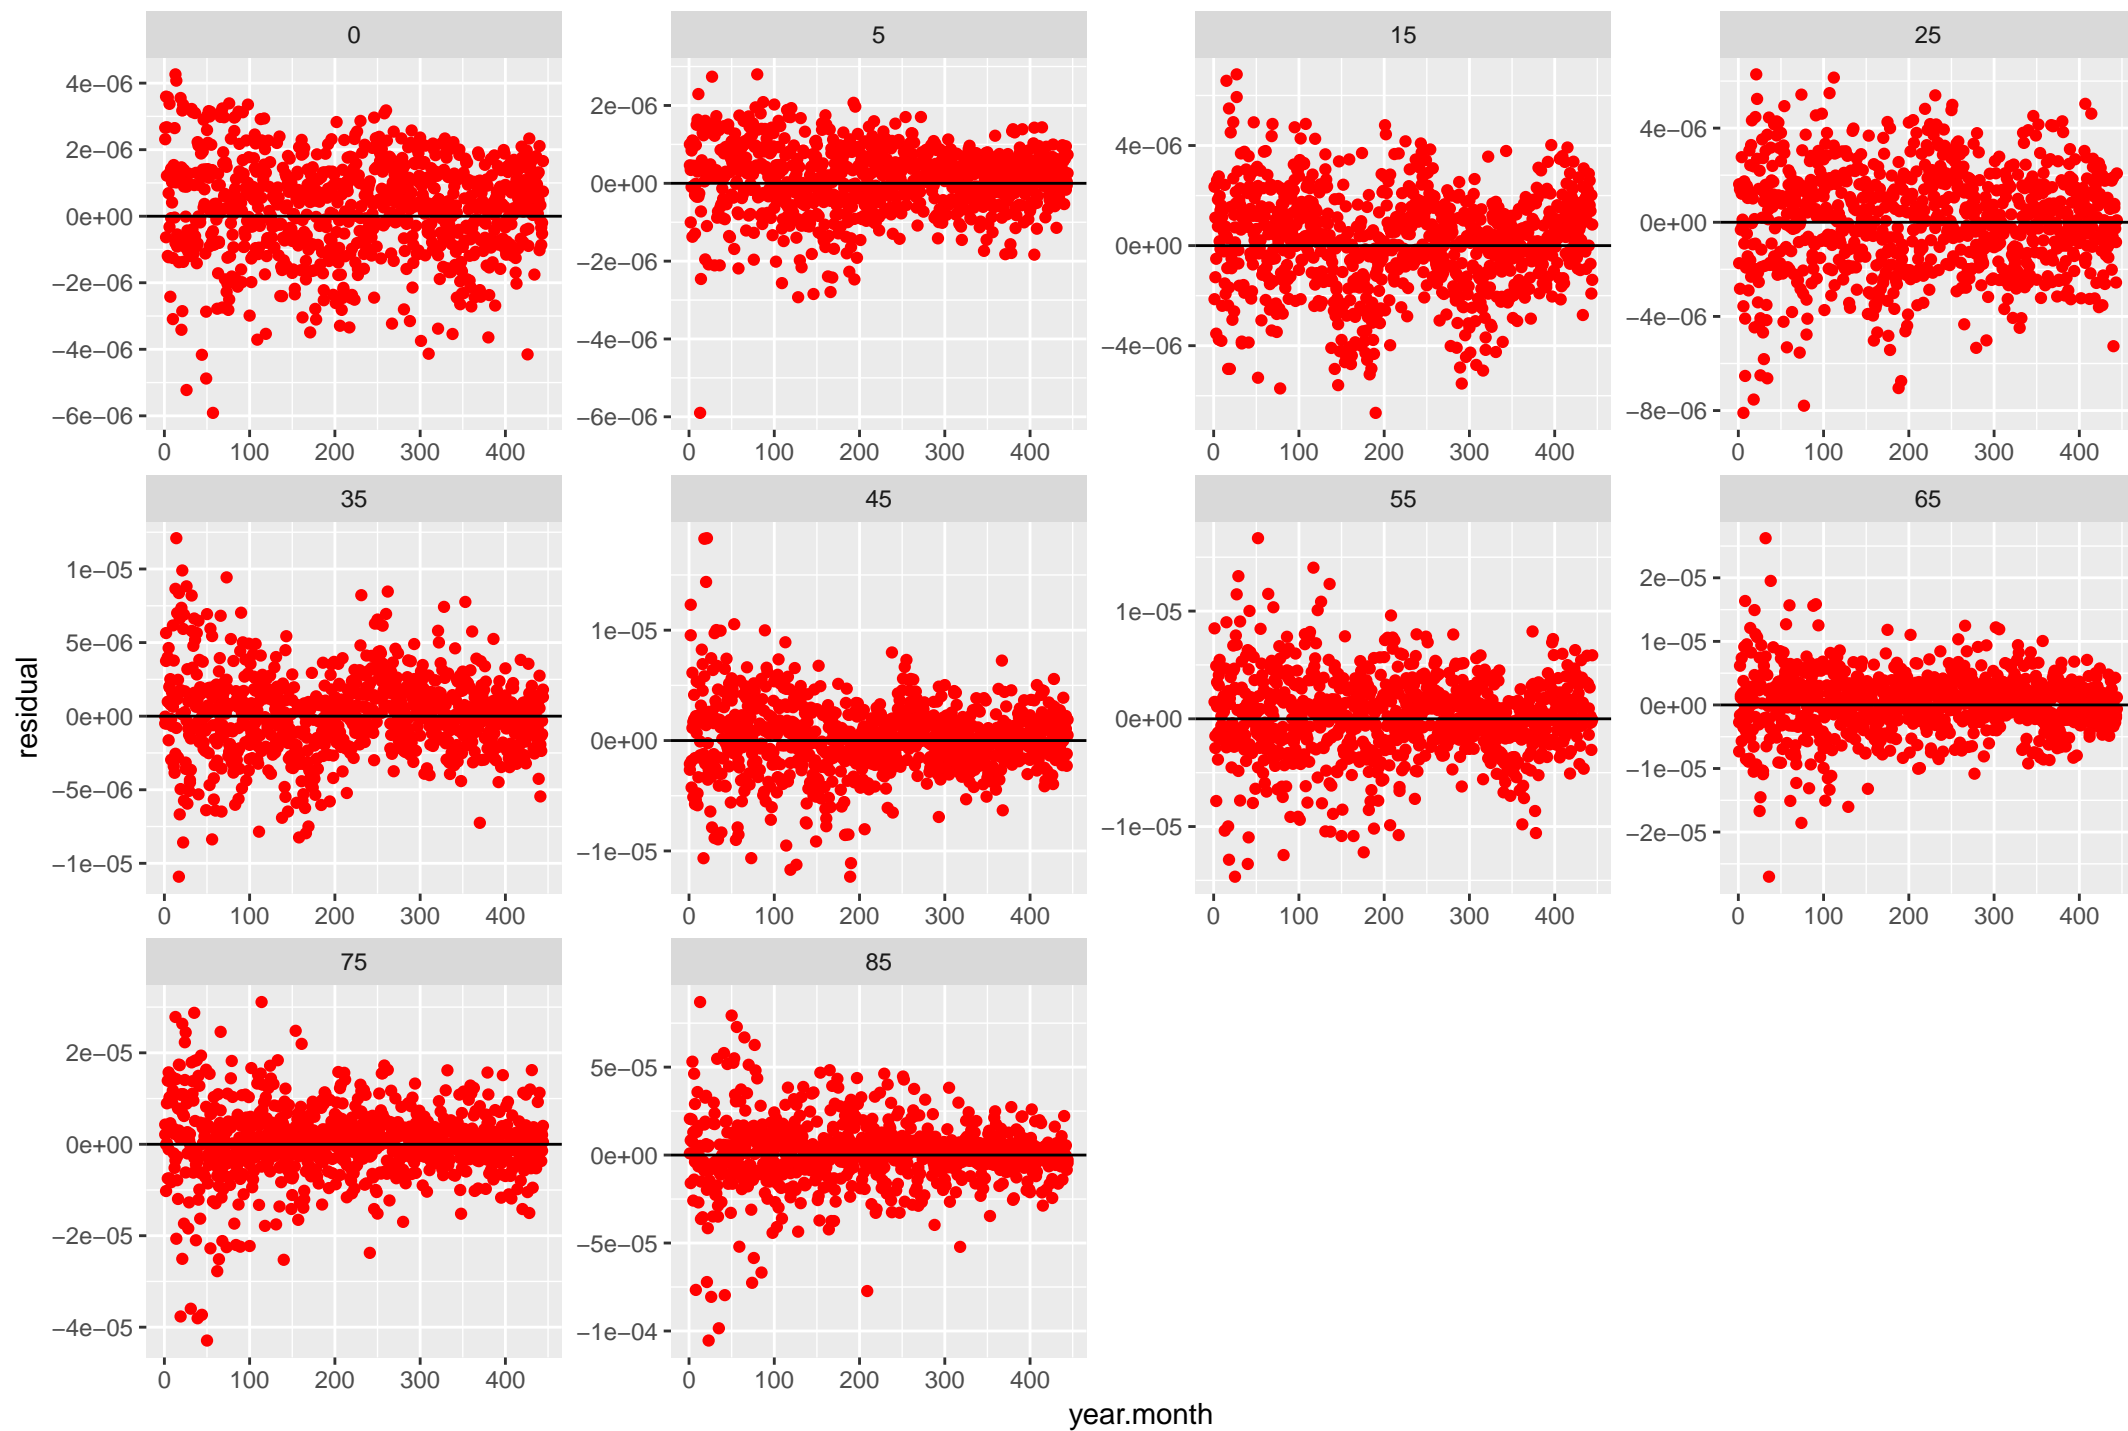 0 5 15 25
4e−06
2e−06
0e+00
−2e−06
−4e−06
−6e−06
2e−06
0e+00
−2e−06
−4e−06
−6e−06
4e−06
0e+00
−4e−06
4e−06
0e+00
−4e−06
−8e−06
0 100 200 300 400 0 100 200 300 400 0 100 200 300 400 0 100 200 300 400
35 45 55 65
1e−05
5e−06
0e+00
−5e−06
−1e−05
1e−05
0e+00
−1e−05
1e−05
0e+00
−1e−05
2e−05
1e−05
0e+00
−1e−05
−2e−05
0 100 200 300 400 0 100 200 300 400 0 100 200 300 400 0 100 200 300 400
75 85
2e−05
0e+00
−2e−05
−4e−05
5e−05
0e+00
−5e−05
−1e−04
0 100 200 300 400 0 100 200 300 400
residual
year.month